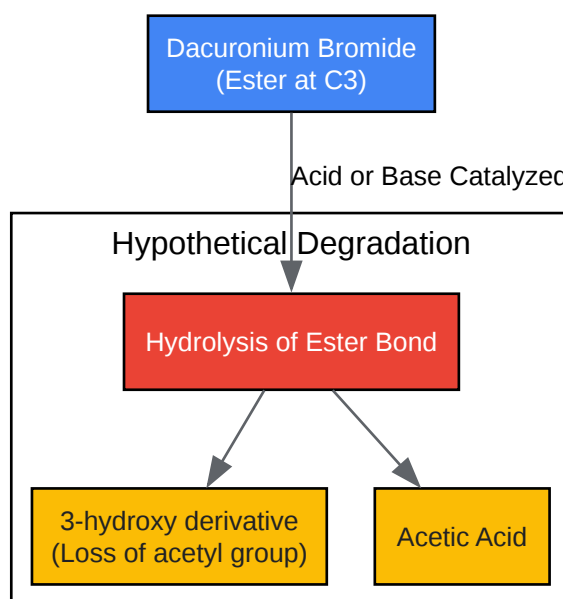 Dacuronium Bromide
(Ester at C3)
Acid or Base Catalyzed
Hypothetical Degradation
Hydrolysis of Ester Bond
3-hydroxy derivative
(Loss of acetyl group)
Acetic Acid